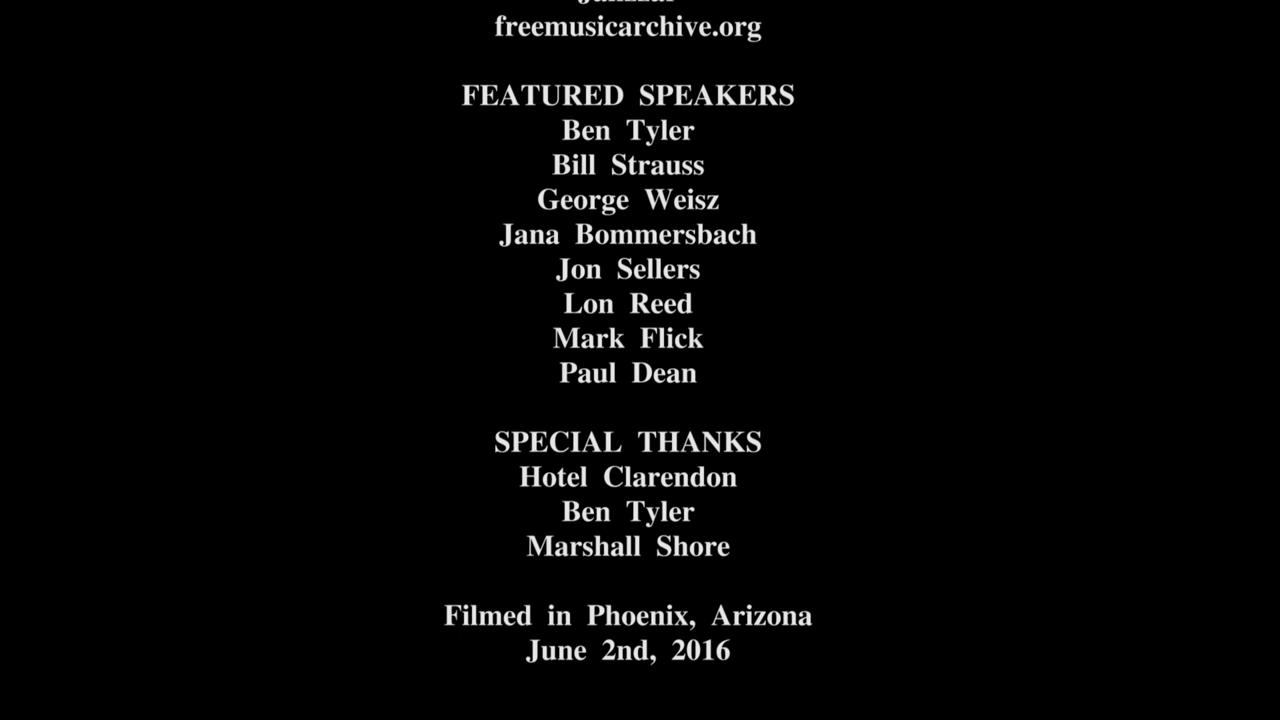 freemusicarchive.org
FEATURED SPEAKERS
Ben Tyler
Bill Strauss
George Weisz
Jana Bommersbach
Jon Sellers
Lon Reed
Mark Flick
Paul Dean
SPECIAL THANKS
Hotel Clarendon
Ben Tyler
Marshall Shore
Filmed in Phoenix, Arizona
June 2nd, 2016